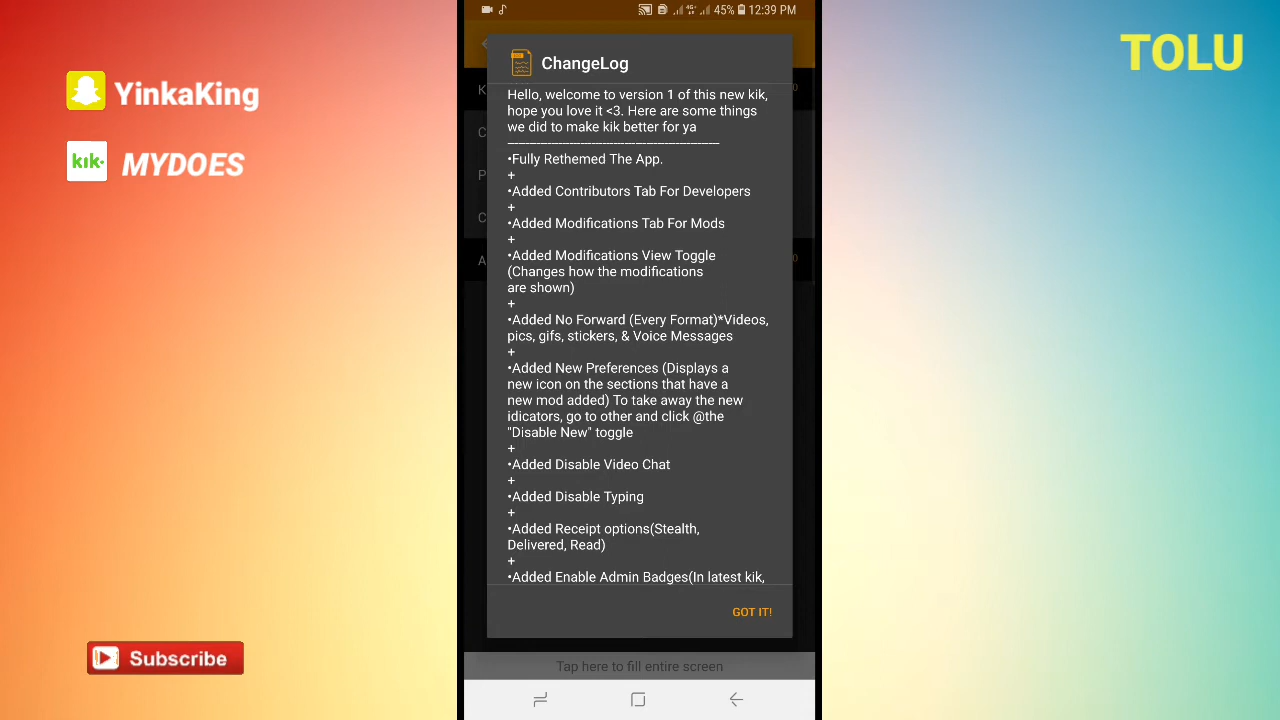 TOLU
YinkaKing
kik.
MYDOES
Subscribe
4G+
45%
12:39 PM
ChangeLog
Hello, welcome to version 1 of this new kik,
hope you love it <3. Here are some things
we did to make kik better for ya
------------------------------------------------------
•Fully Rethemed The App.
+
•Added Contributors Tab For Developers
+
•Added Modifications Tab For Mods
+
•Added Modifications View Toggle
(Changes how the modifications
are shown)
+
•Added No Forward (Every Format)*Videos,
pics, gifs, stickers, & Voice Messages
+
•Added New Preferences (Displays a
new icon on the sections that have a
new mod added) To take away the new
idicators, go to other and click @the
"Disable New" toggle
+
•Added Disable Video Chat
+
•Added Disable Typing
+
•Added Receipt options(Stealth,
Delivered, Read)
+
•Added Enable Admin Badges(In latest kik,
GOT IT!
Tap here to fill entire screen
K
C
P
C
A